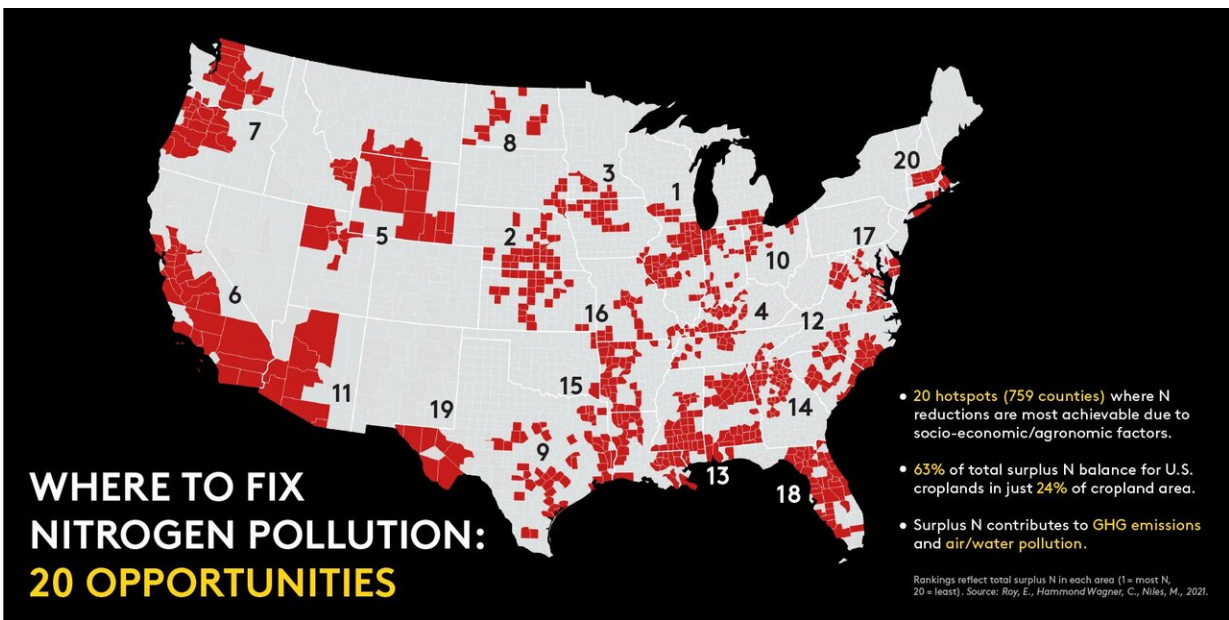 7
8
3
1
20
5
2
10
17
6
16
4
12
11
19
15
9
14
13
18
WHERE TO FIX
NITROGEN POLLUTION:
20 OPPORTUNITIES
• 20 hotspots (759 counties) where N
reductions are most achievable due to
socio-economic/agronomic factors.
• 63% of total surplus N balance for U.S.
croplands in just 24% of cropland area.
• Surplus N contributes to GHG emissions
and air/water pollution.
Rankings reflect total surplus N in each area (1 = most N,
20 = least). Source: Roy, E., Hammond Wagner, C., Niles, M., 2021.